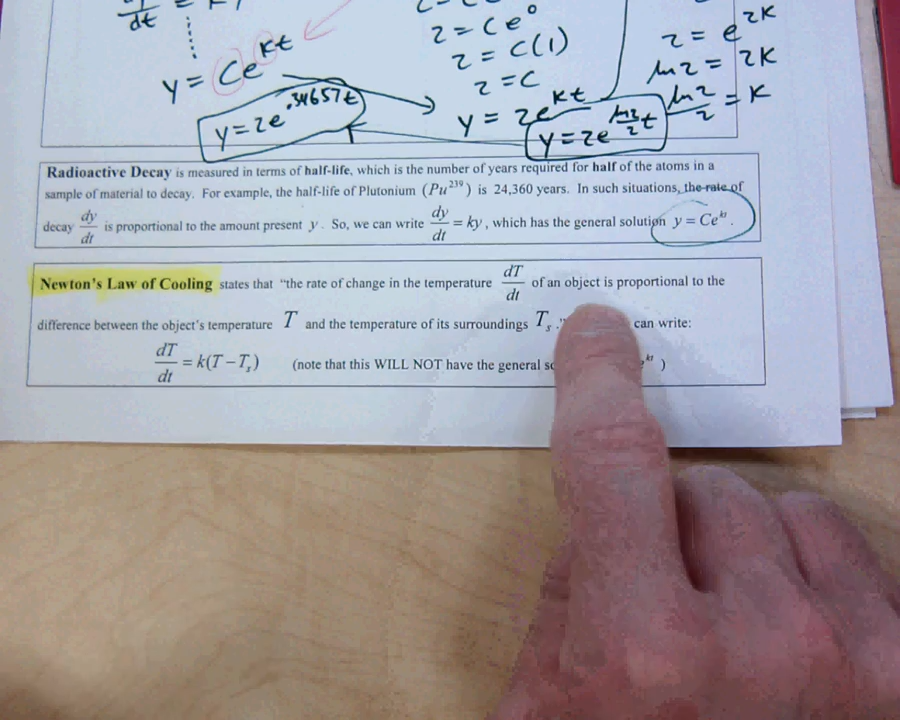 dt
y = Ce^kt
y=2e^.34657t
2 = Ce^0
2 = C(1)
2 = C
y = 2e^kt
2 = e^2K
ln 2 = 2K
ln2/2 = K
y=2e^ln2/2 t
Radioactive Decay is measured in terms of half-life, which is the number of years required for half of the atoms in a
sample of material to decay. For example, the half-life of Plutonium (Pu^239) is 24,360 years. In such situations, the rate of
decay dy/dt is proportional to the amount present y. So, we can write dy/dt = ky, which has the general solution y = Ce^kt.
Newton's Law of Cooling states that "the rate of change in the temperature dT/dt of an object is proportional to the
difference between the object's temperature T and the temperature of its surroundings T_s." can write:
dT/dt = k(T − T_s) (note that this WILL NOT have the general kt )